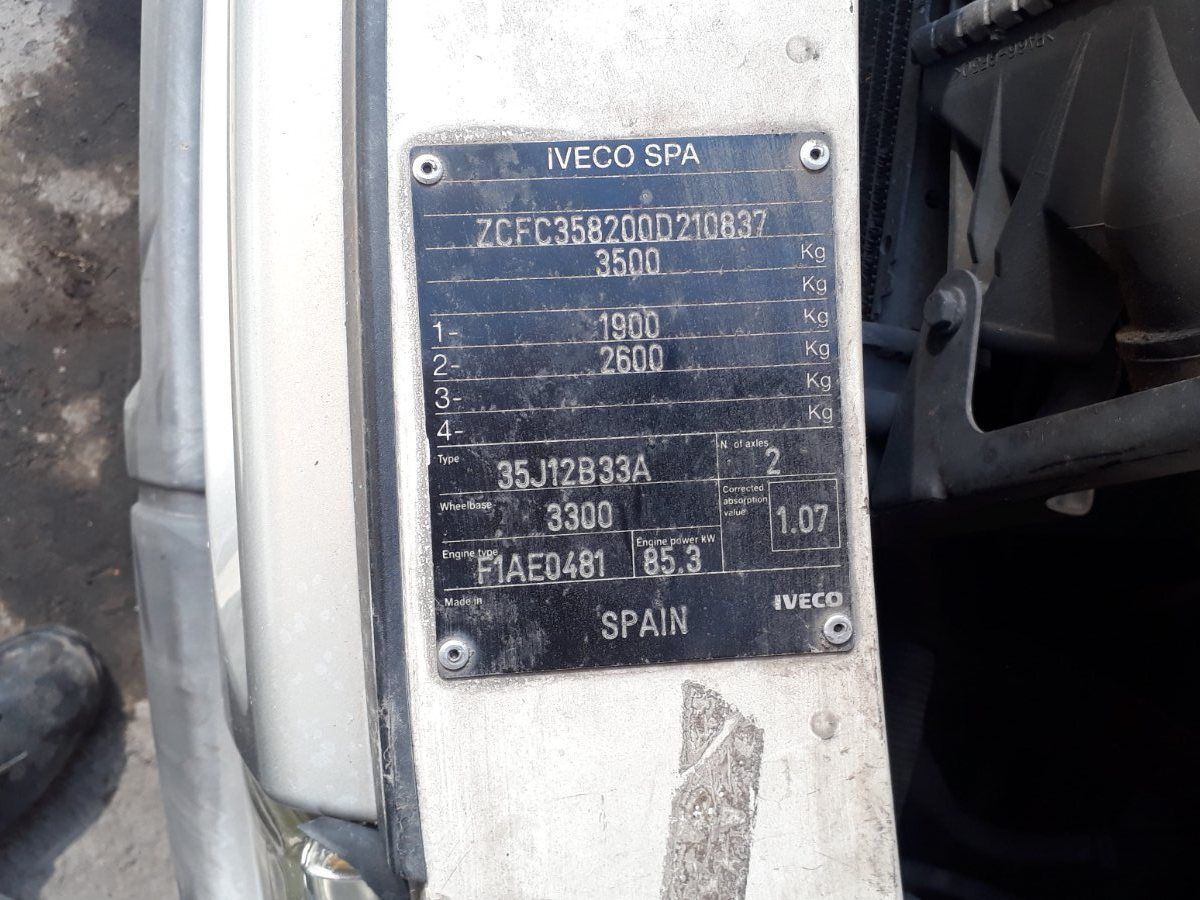 IVECO SPA
ZCFC358200D210837
3500 Kg
Kg
1- 1900 Kg
2- 2600 Kg
3- Kg
4- Kg
Type 35J12B33A
N. of axles 2
Wheelbase 3300
Corrected absorption value 1.07
Engine type F1AE0481
Engine power kW 85.3
Made in SPAIN
IVECO